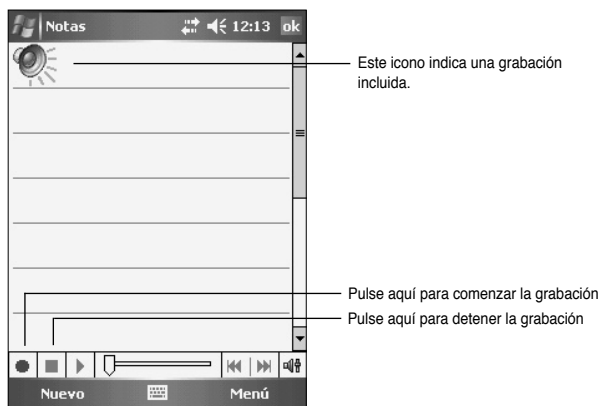 Notas 12:13 ok
Este icono indica una grabación
incluida.
Pulse aquí para comenzar la grabación
Pulse aquí para detener la grabación
Nuevo Menú